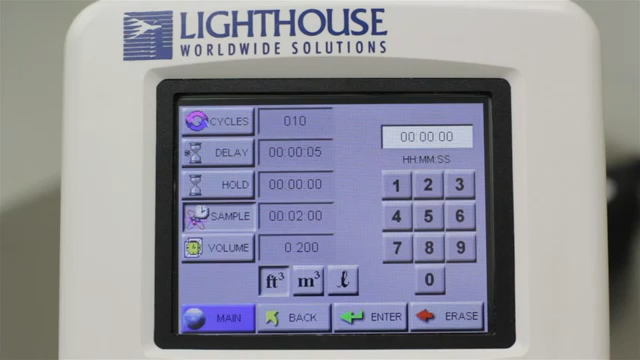 LIGHTHOUSE
WORLDWIDE SOLUTIONS
CYCLES 010
DELAY 00:00:05
HOLD 00:00:00
SAMPLE 00:02:00
VOLUME 0.200
ft³ m³ ℓ
00:00:00
HH:MM:SS
1 2 3
4 5 6
7 8 9
0
MAIN BACK ENTER ERASE